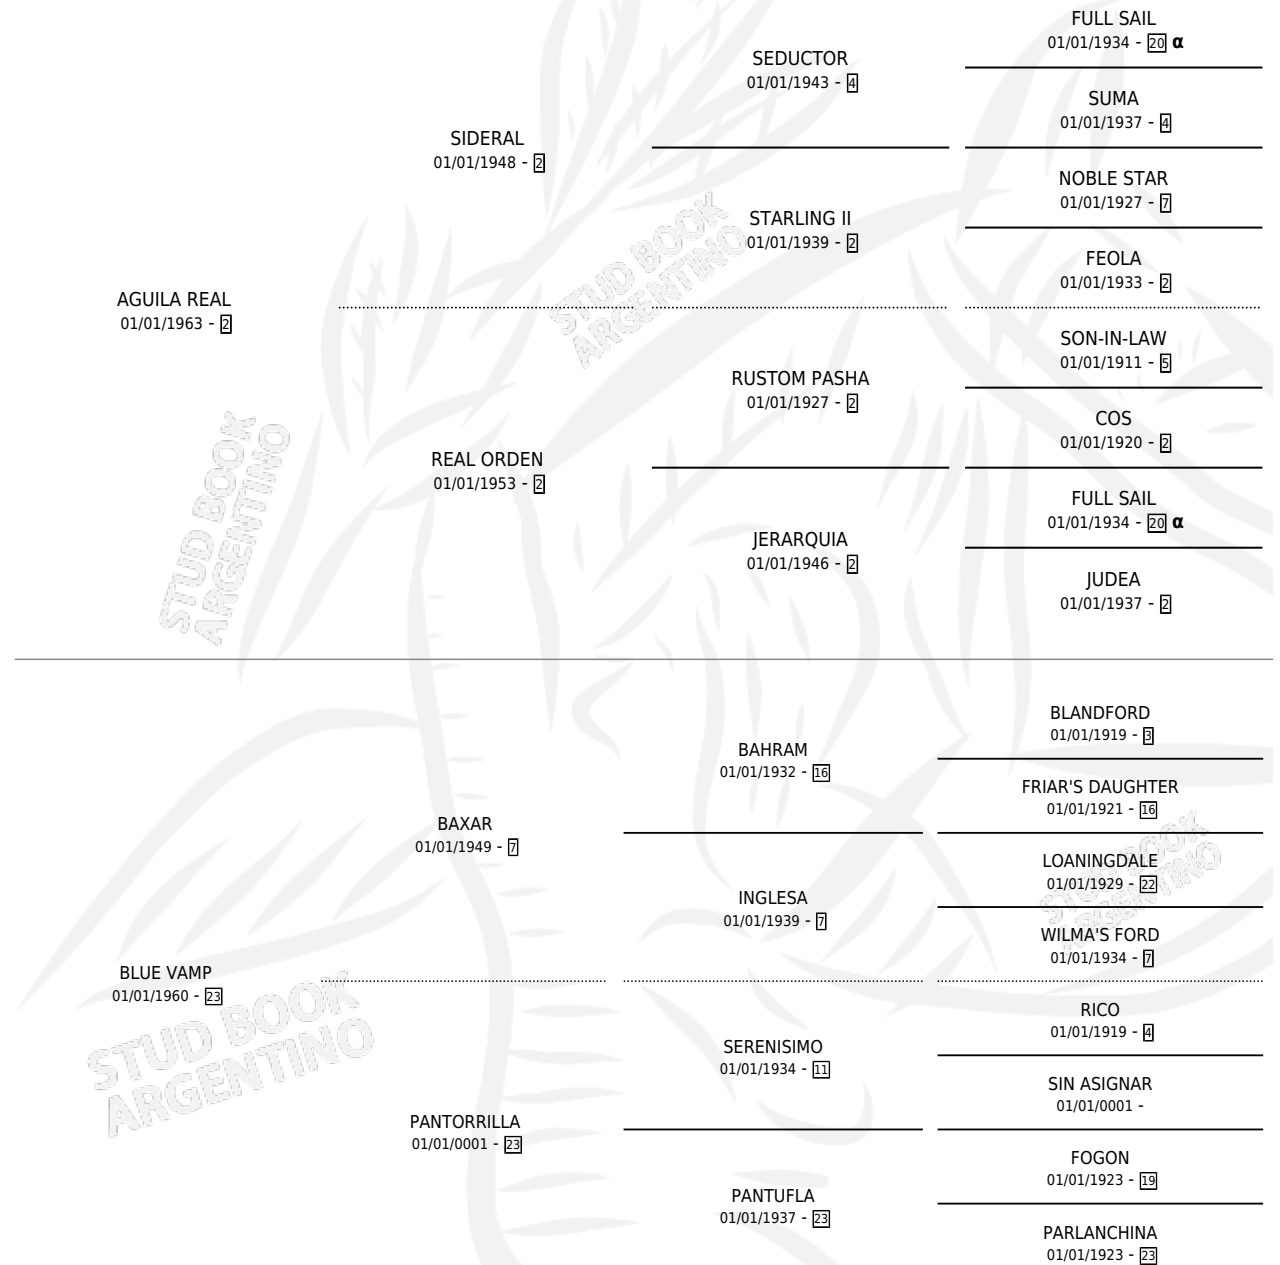 FULL SAIL
01/01/1934 - 20 α
SEDUCTOR
01/01/1943 - 4
SUMA
01/01/1937 - 4
SIDERAL
01/01/1948 - 2
NOBLE STAR
01/01/1927 - 7
STARLING II
01/01/1939 - 2
FEOLA
01/01/1933 - 2
AGUILA REAL
01/01/1963 - 2
SON-IN-LAW
01/01/1911 - 5
RUSTOM PASHA
01/01/1927 - 2
COS
01/01/1920 - 2
REAL ORDEN
01/01/1953 - 2
FULL SAIL
01/01/1934 - 20 α
JERARQUIA
01/01/1946 - 2
JUDEA
01/01/1937 - 2
BLANDFORD
01/01/1919 - 3
BAHRAM
01/01/1932 - 16
FRIAR'S DAUGHTER
01/01/1921 - 16
BAXAR
01/01/1949 - 7
LOANINGDALE
01/01/1929 - 22
INGLESA
01/01/1939 - 7
WILMA'S FORD
01/01/1934 - 7
BLUE VAMP
01/01/1960 - 23
RICO
01/01/1919 - 4
SERENISIMO
01/01/1934 - 11
SIN ASIGNAR
01/01/0001 -
PANTORRILLA
01/01/0001 - 23
FOGON
01/01/1923 - 19
PANTUFLA
01/01/1937 - 23
PARLANCHINA
01/01/1923 - 23
STUD BOOK
ARGENTINO
STUD BOOK
ARGENTINO
STUD BOOK
ARGENTINO
STUD BOOK
ARGENTINO